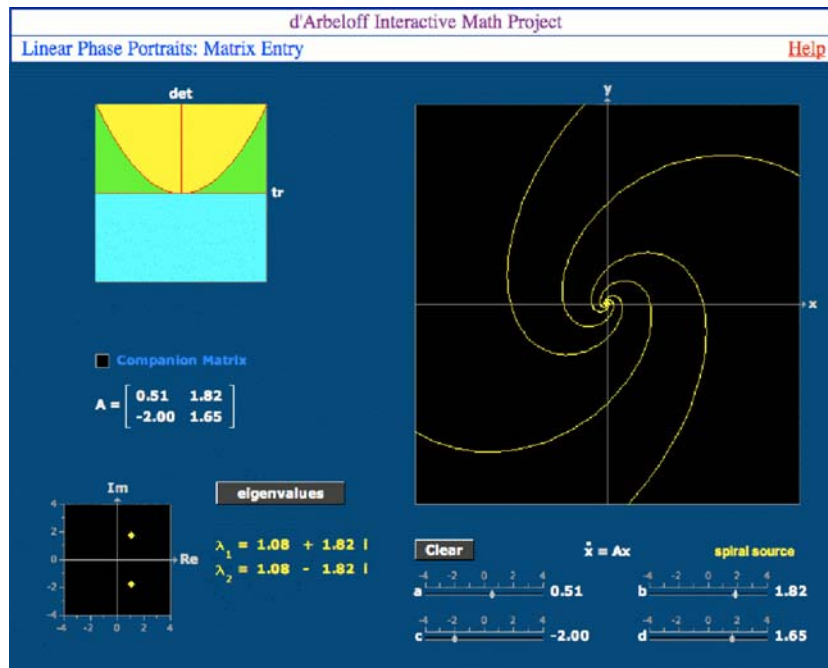 d'Arbeloff Interactive Math Project
Linear Phase Portraits: Matrix Entry Help
det
tr
y
x
Companion Matrix
A = [ 0.51 1.82
-2.00 1.65 ]
Im
4
2
0
-2
-4
-4 -2 0 2 4
Re
eigenvalues
λ1 = 1.08 + 1.82 i
λ2 = 1.08 - 1.82 i
Clear ẋ = Ax spiral source
-4 -2 0 2 4
a 0.51
-4 -2 0 2 4
b 1.82
-4 -2 0 2 4
c -2.00
-4 -2 0 2 4
d 1.65